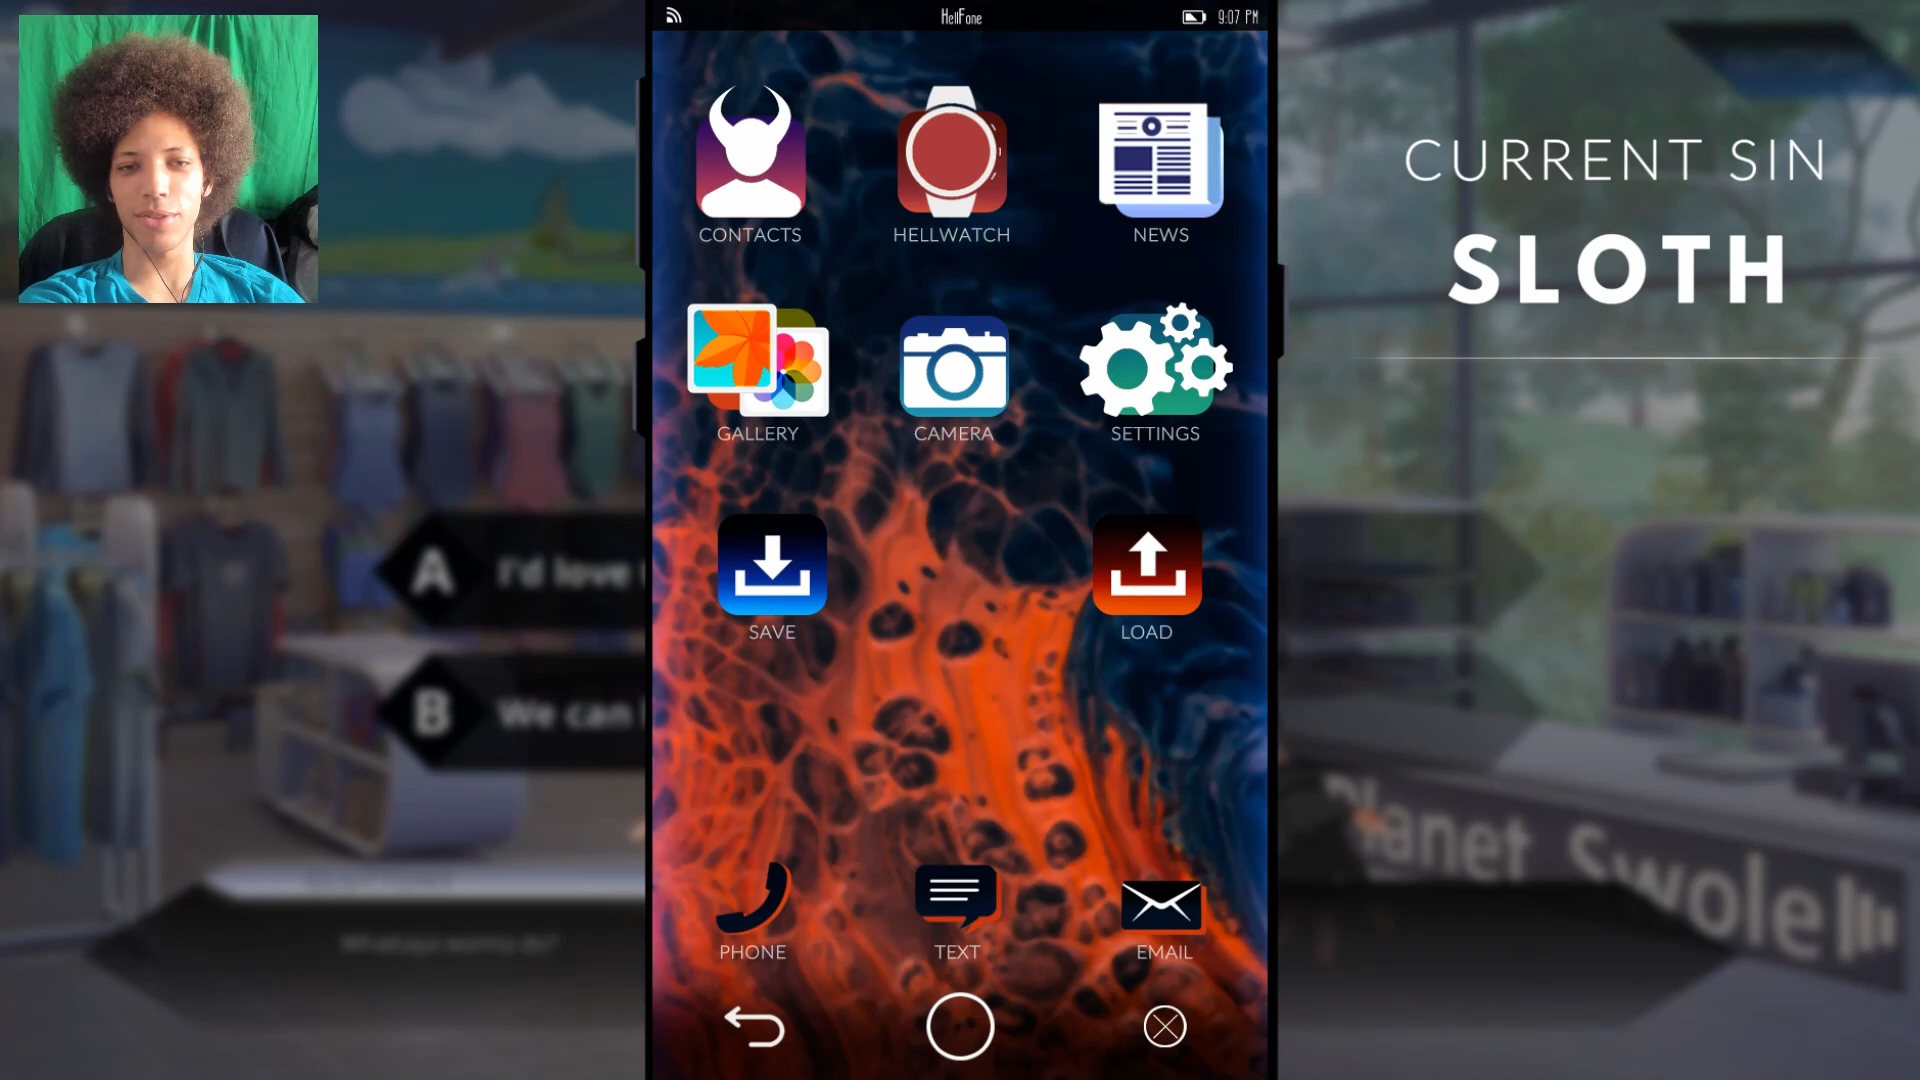 HellFone
9:07 PM
CURRENT SIN
SLOTH
CONTACTS
HELLWATCH
NEWS
GALLERY
CAMERA
SETTINGS
SAVE
LOAD
A
I'd love
B
We can
Planet Swole
PHONE
TEXT
EMAIL